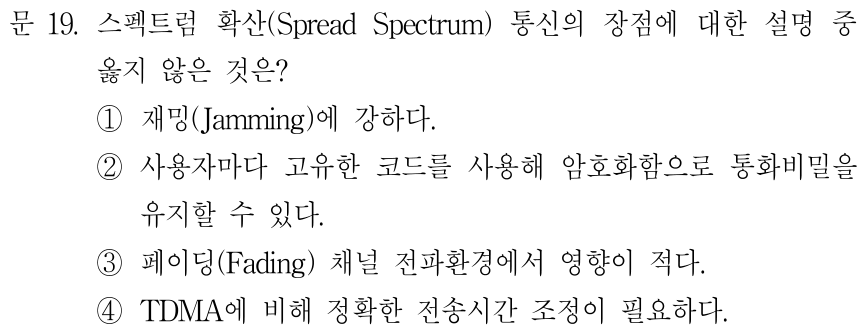 문 19. 스펙트럼 확산(Spread Spectrum) 통신의 장점에 대한 설명 중
옳지 않은 것은?
① 재밍(Jamming)에 강하다.
② 사용자마다 고유한 코드를 사용해 암호화함으로 통화비밀을
유지할 수 있다.
③ 페이딩(Fading) 채널 전파환경에서 영향이 적다.
④ TDMA에 비해 정확한 전송시간 조정이 필요하다.